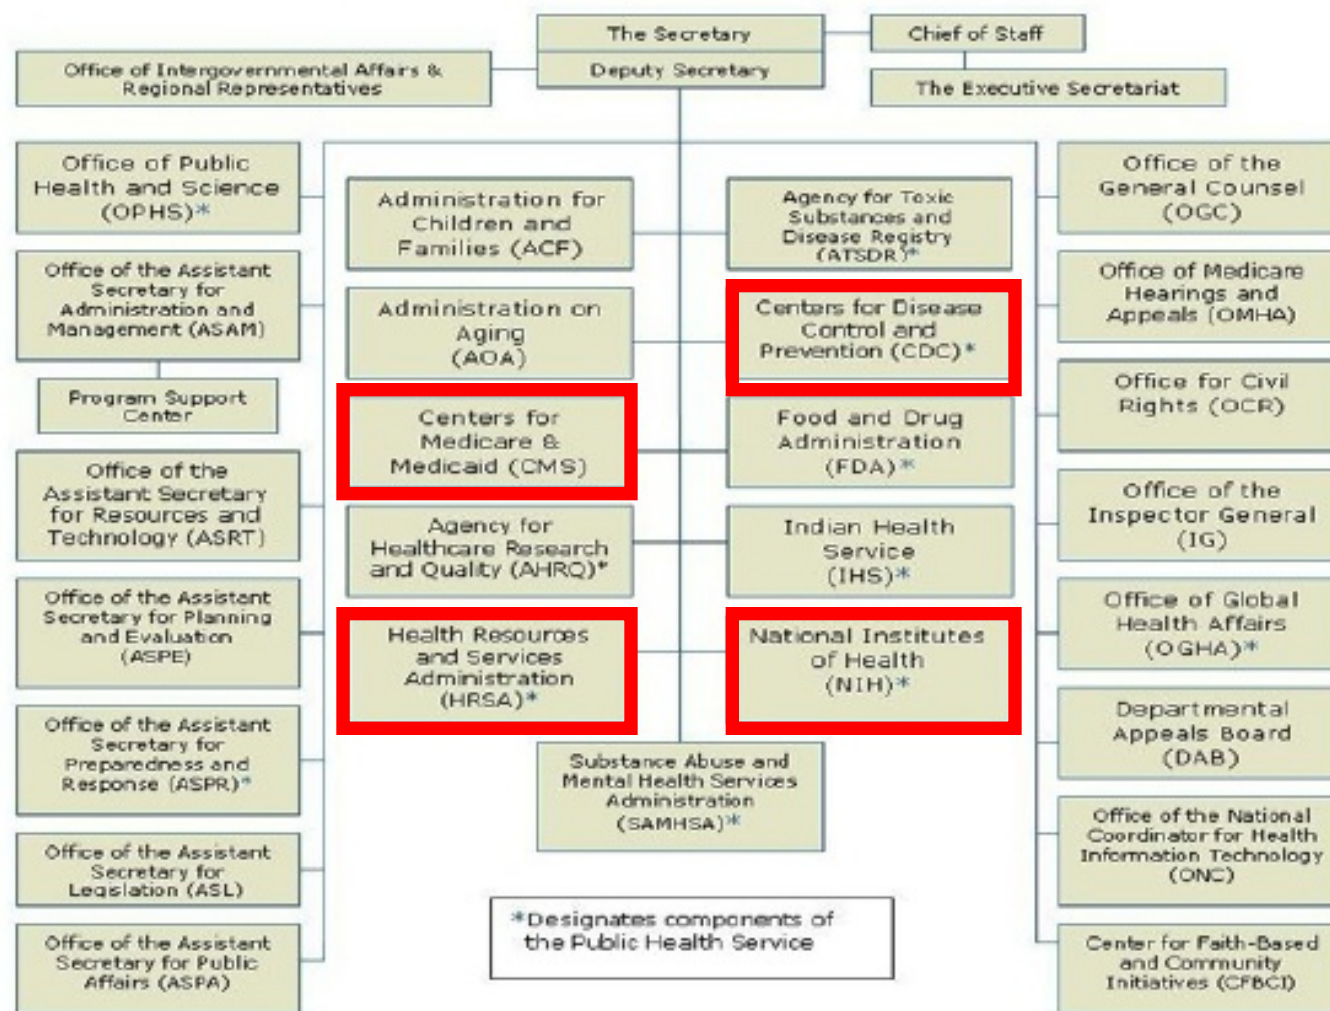 The Secretary
Deputy Secretary
Chief of Staff
The Executive Secretariat
Office of Intergovernmental Affairs &
Regional Representatives
Office of Public
Health and Science
(OPHS)*
Office of the Assistant
Secretary for
Administration and
Management (ASAM)
Program Support
Center
Office of the
Assistant Secretary
for Resources and
Technology (ASRT)
Office of the Assistant
Secretary for Planning
and Evaluation
(ASPE)
Office of the Assistant
Secretary for
Preparedness and
Response (ASPR)*
Office of the Assistant
Secretary for
Legislation (ASL)
Office of the Assistant
Secretary for Public
Affairs (ASPA)
Administration for
Children and
Families (ACF)
Administration on
Aging
(AOA)
Centers for
Medicare &
Medicaid (CMS)
Agency for
Healthcare Research
and Quality (AHRQ)*
Health Resources
and Services
Administration
(HRSA)*
Agency for Toxic
Substances and
Disease Registry
(ATSDR)*
Centers for Disease
Control and
Prevention (CDC)*
Food and Drug
Administration
(FDA)*
Indian Health
Service
(IHS)*
National Institutes
of Health
(NIH)*
Substance Abuse and
Mental Health Services
Administration
(SAMHSA)*
Office of the
General Counsel
(OGC)
Office of Medicare
Hearings and
Appeals (OMHA)
Office for Civil
Rights (OCR)
Office of the
Inspector General
(IG)
Office of Global
Health Affairs
(OGHA)*
Departmental
Appeals Board
(DAB)
Office of the National
Coordinator for Health
Information Technology
(ONC)
Center for Faith-Based
and Community
Initiatives (CFBCI)
*Designates components of
the Public Health Service